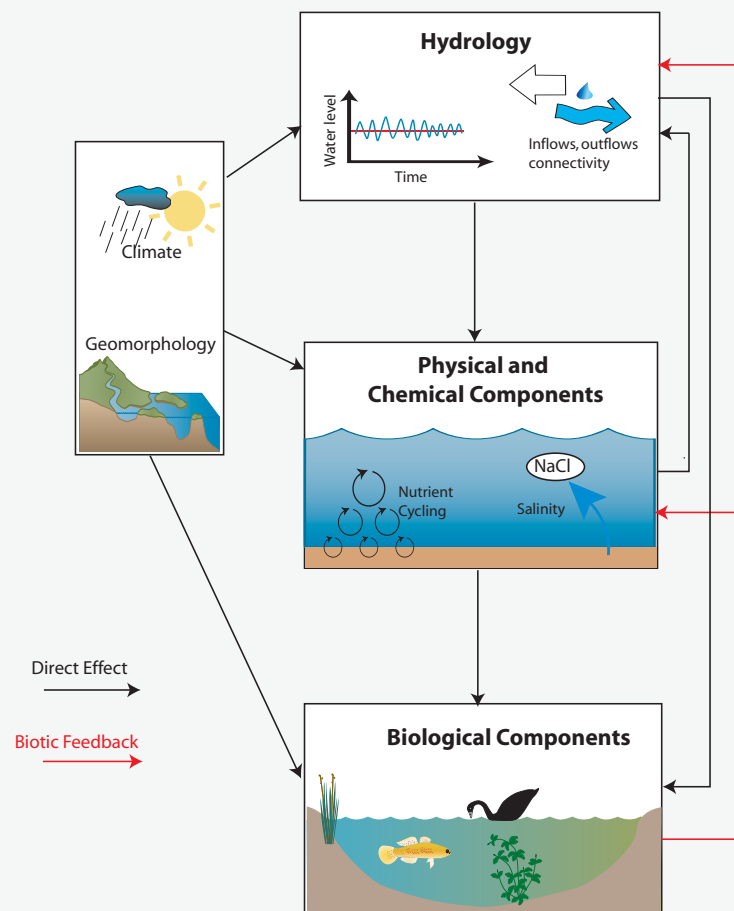 Hydrology
Water level
Time
Inflows, outflows
connectivity
Climate
Geomorphology
Physical and
Chemical Components
NaCl
Nutrient
Cycling
Salinity
Direct Effect
Biotic Feedback
Biological Components